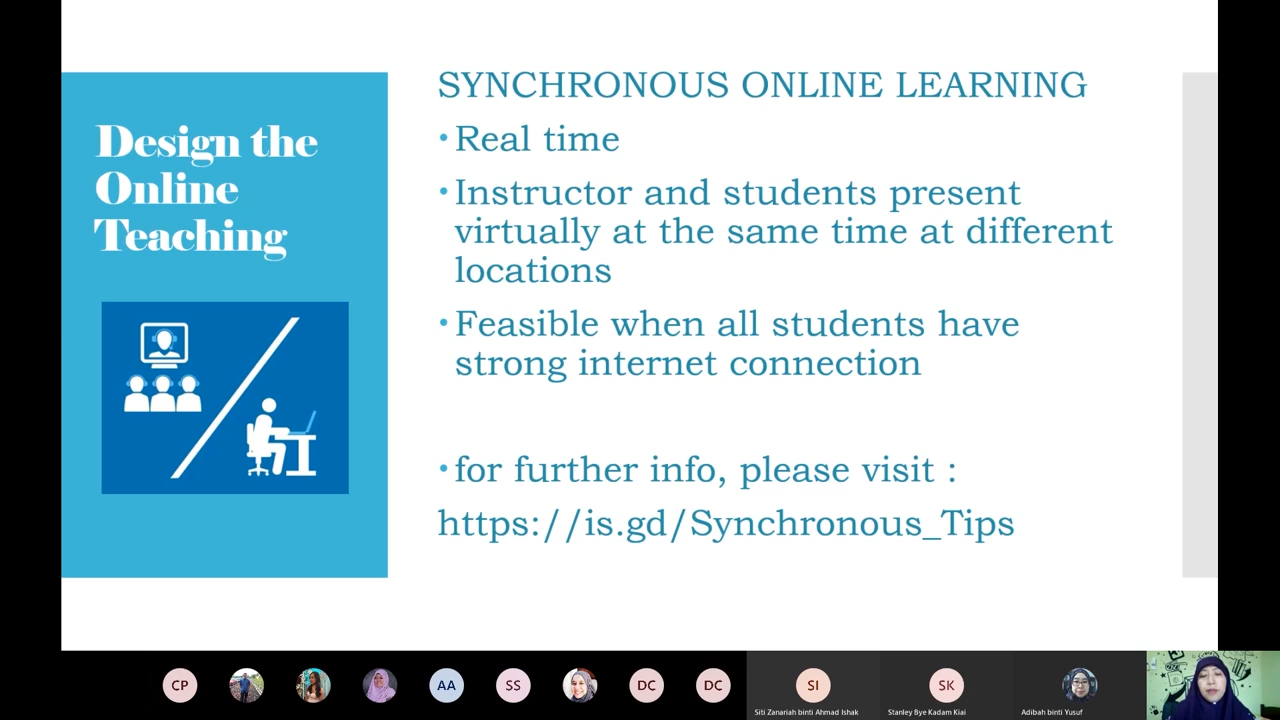 Design the
Online
Teaching
SYNCHRONOUS ONLINE LEARNING
• Real time
• Instructor and students present
virtually at the same time at different
locations
• Feasible when all students have
strong internet connection
• for further info, please visit :
https://is.gd/Synchronous_Tips
CP
AA
SS
DC
DC
SI
SK
Siti Zanariah binti Ahmad Ishak
Stanley Bye Kadam Kiai
Adibah binti Yusuf